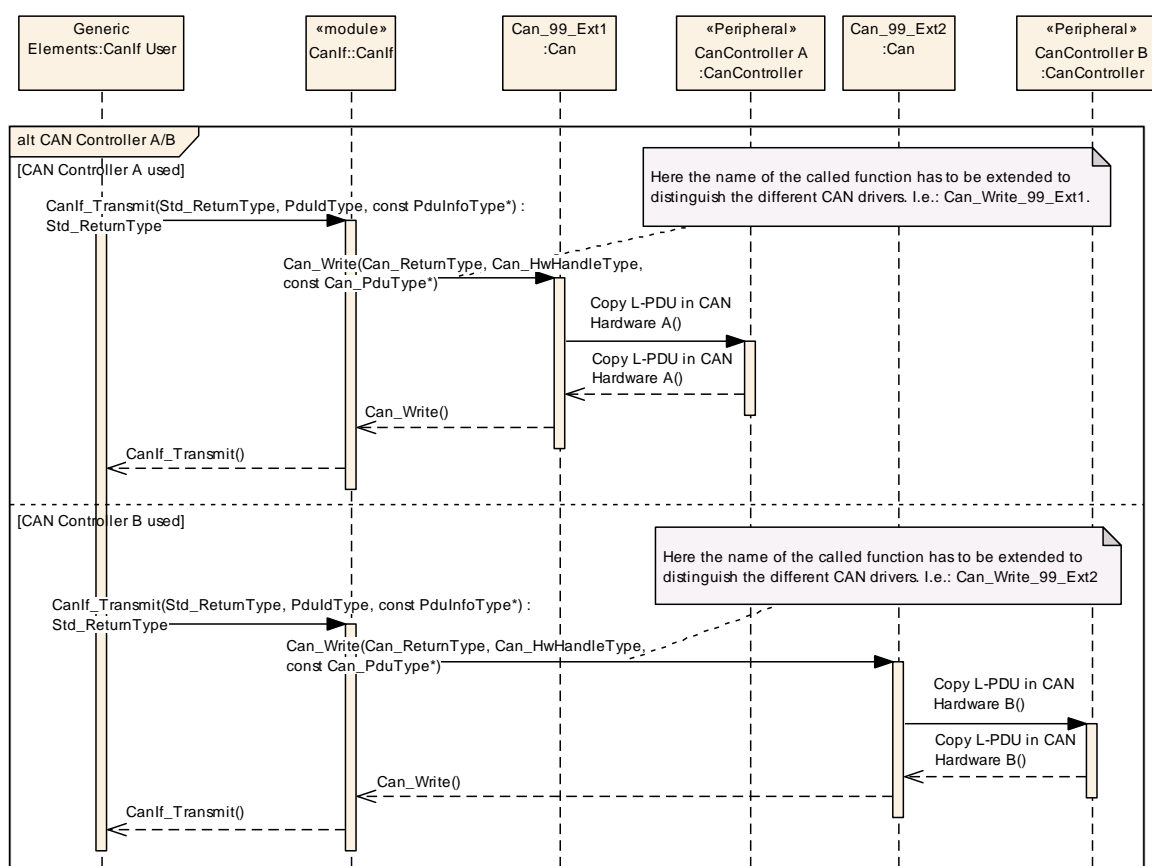 Generic
Elements::CanIf User
«module»
CanIf::CanIf
Can_99_Ext1
:Can
«Peripheral»
CanController A
:CanController
Can_99_Ext2
:Can
«Peripheral»
CanController B
:CanController
alt CAN Controller A/B
[CAN Controller A used]
Here the name of the called function has to be extended to
distinguish the different CAN drivers. I.e.: Can_Write_99_Ext1.
CanIf_Transmit(Std_ReturnType, PduIdType, const PduInfoType*) :
Std_ReturnType
Can_Write(Can_ReturnType, Can_HwHandleType,
const Can_PduType*)
Copy L-PDU in CAN
Hardware A()
Copy L-PDU in CAN
Hardware A()
Can_Write()
CanIf_Transmit()
[CAN Controller B used]
Here the name of the called function has to be extended to
distinguish the different CAN drivers. I.e.: Can_Write_99_Ext2
CanIf_Transmit(Std_ReturnType, PduIdType, const PduInfoType*) :
Std_ReturnType
Can_Write(Can_ReturnType, Can_HwHandleType,
const Can_PduType*)
Copy L-PDU in CAN
Hardware B()
Copy L-PDU in CAN
Hardware B()
Can_Write()
CanIf_Transmit()